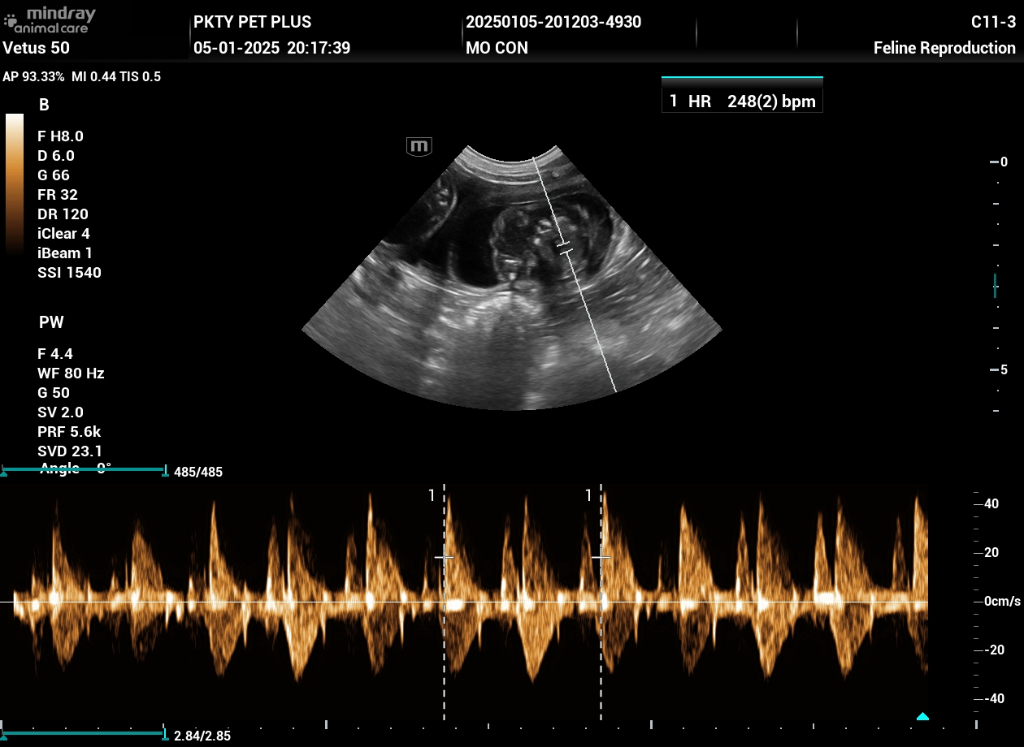 mindray
animalcare
Vetus 50
PKTY PET PLUS
05-01-2025 20:17:39
20250105-201203-4930
MO CON
C11-3
Feline Reproduction
AP 93.33% MI 0.44 TIS 0.5
1 HR 248(2) bpm
B
F H8.0
D 6.0
G 66
FR 32
DR 120
iClear 4
iBeam 1
SSI 1540
m
0
5
PW
F 4.4
WF 80 Hz
G 50
SV 2.0
PRF 5.6k
SVD 23.1
Angle 0°
485/485
1
1
40
20
0cm/s
-20
-40
2.84/2.85